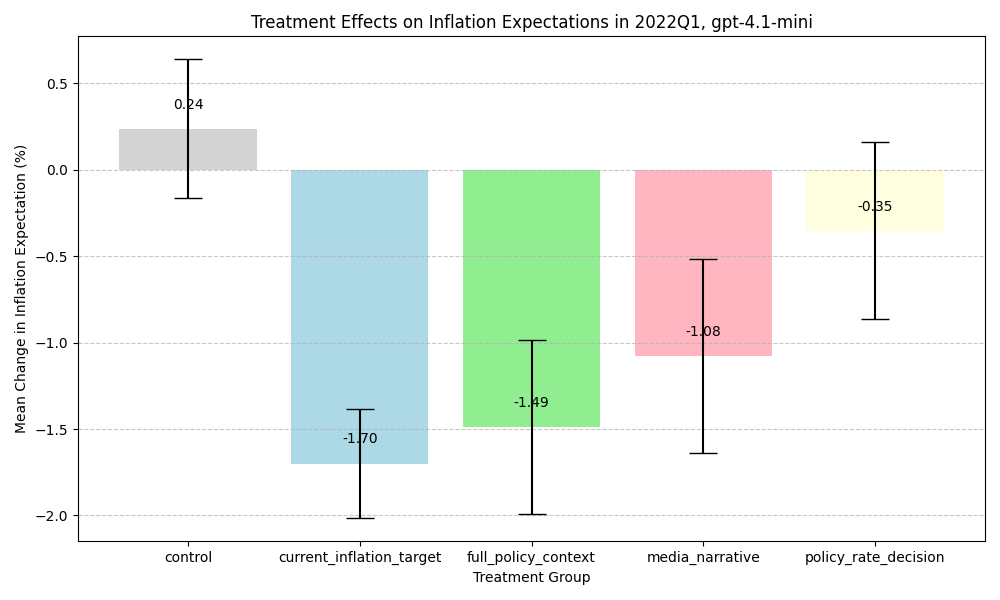 Treatment Effects on Inflation Expectations in 2022Q1, gpt-4.1-mini
Mean Change in Inflation Expectation (%)
0.5
0.0
−0.5
−1.0
−1.5
−2.0
0.24
-1.70
-1.49
-1.08
-0.35
control
current_inflation_target
full_policy_context
media_narrative
policy_rate_decision
Treatment Group